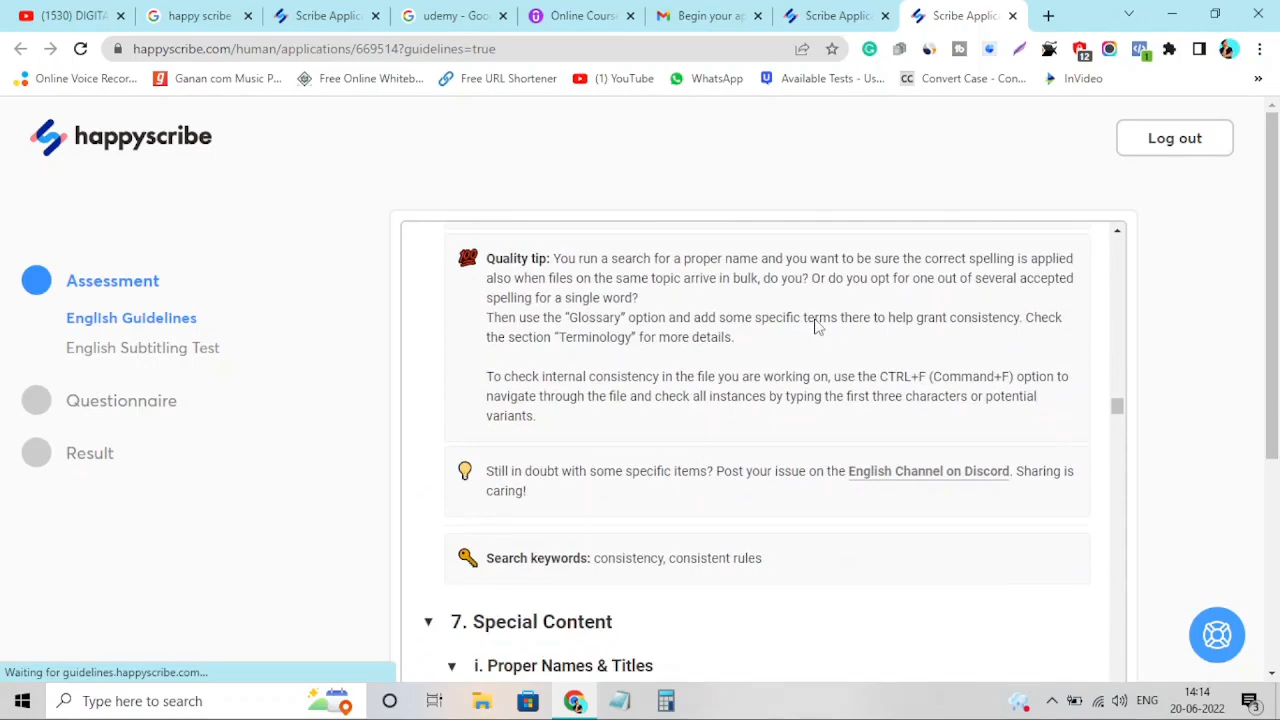 (1530) DIGITA
happy scribe
Scribe Applic
udemy - Goo
Online Cours
Begin your ap
Scribe Applic
Scribe Applic
happyscribe.com/human/applications/669514?guidelines=true
12
1
Online Voice Recor...
Ganan com Music P...
Free Online Whiteb...
Free URL Shortener
(1) YouTube
WhatsApp
Available Tests - Us...
CC
Convert Case - Con...
InVideo
»
happyscribe
Log out
Assessment
English Guidelines
English Subtitling Test
Questionnaire
Result
100
Quality tip: You run a search for a proper name and you want to be sure the correct spelling is applied
also when files on the same topic arrive in bulk, do you? Or do you opt for one out of several accepted
spelling for a single word?
Then use the "Glossary" option and add some specific terms there to help grant consistency. Check
the section "Terminology" for more details.
To check internal consistency in the file you are working on, use the CTRL+F (Command+F) option to
navigate through the file and check all instances by typing the first three characters or potential
variants.
Still in doubt with some specific items? Post your issue on the English Channel on Discord. Sharing is
caring!
Search keywords: consistency, consistent rules
7. Special Content
i. Proper Names & Titles
Waiting for guidelines.happyscribe.com...
Type here to search
ENG
14:14
20-06-2022
3